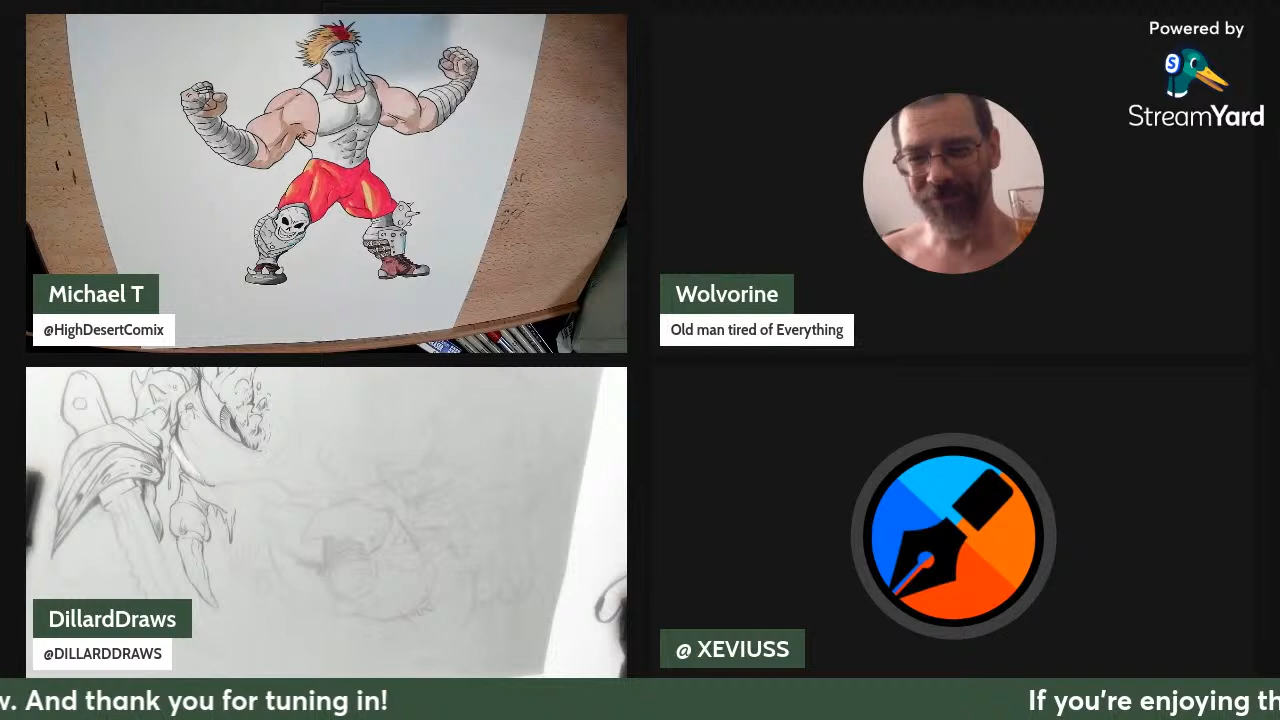 Powered by
StreamYard
Michael T
@HighDesertComix
Wolvorine
Old man tired of Everything
DillardDraws
@DILLARDDRAWS
@ XEVIUSS
And thank you for tuning in!
If you're enjoying